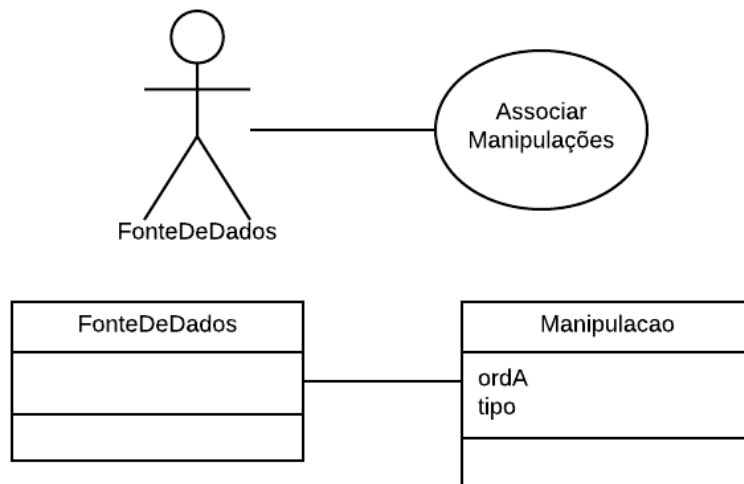 Associar
Manipulações
FonteDeDados
FonteDeDados
Manipulacao
ordA
tipo